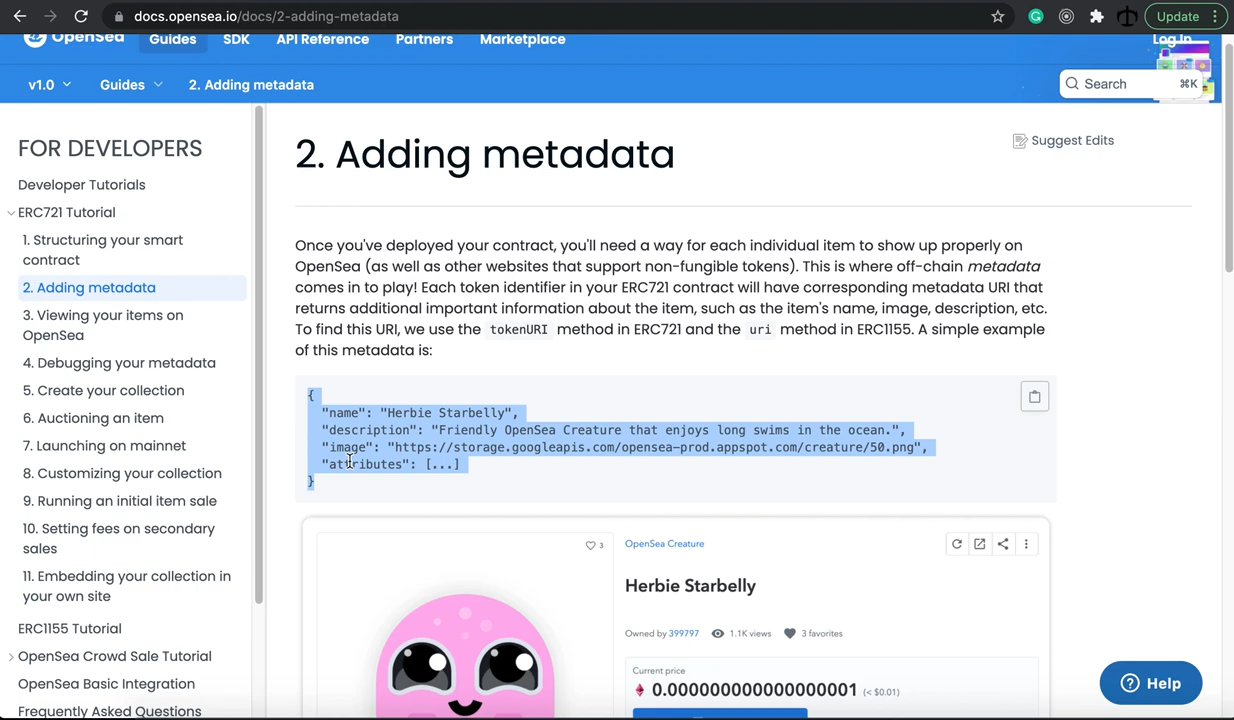 docs.opensea.io/docs/2-adding-metadata
Update
OpenSea
Guides
SDK
API Reference
Partners
Marketplace
Log In
v1.0
Guides
2. Adding metadata
Search
⌘K
FOR DEVELOPERS
Developer Tutorials
ERC721 Tutorial
1. Structuring your smart
contract
2. Adding metadata
3. Viewing your items on
OpenSea
4. Debugging your metadata
5. Create your collection
6. Auctioning an item
7. Launching on mainnet
8. Customizing your collection
9. Running an initial item sale
10. Setting fees on secondary
sales
11. Embedding your collection in
your own site
ERC1155 Tutorial
OpenSea Crowd Sale Tutorial
OpenSea Basic Integration
Frequently Asked Questions
2. Adding metadata
Suggest Edits
Once you've deployed your contract, you'll need a way for each individual item to show up properly on
OpenSea (as well as other websites that support non-fungible tokens). This is where off-chain metadata
comes in to play! Each token identifier in your ERC721 contract will have corresponding metadata URI that
returns additional important information about the item, such as the item's name, image, description, etc.
To find this URI, we use the tokenURI method in ERC721 and the uri method in ERC1155. A simple example
of this metadata is:
{
"name": "Herbie Starbelly",
"description": "Friendly OpenSea Creature that enjoys long swims in the ocean.",
"image": "https://storage.googleapis.com/opensea-prod.appspot.com/creature/50.png",
"attributes": [...]
}
3
OpenSea Creature
Herbie Starbelly
Owned by 399797
1.1K views
3 favorites
Current price
0.000000000000000001 (< $0.01)
Help